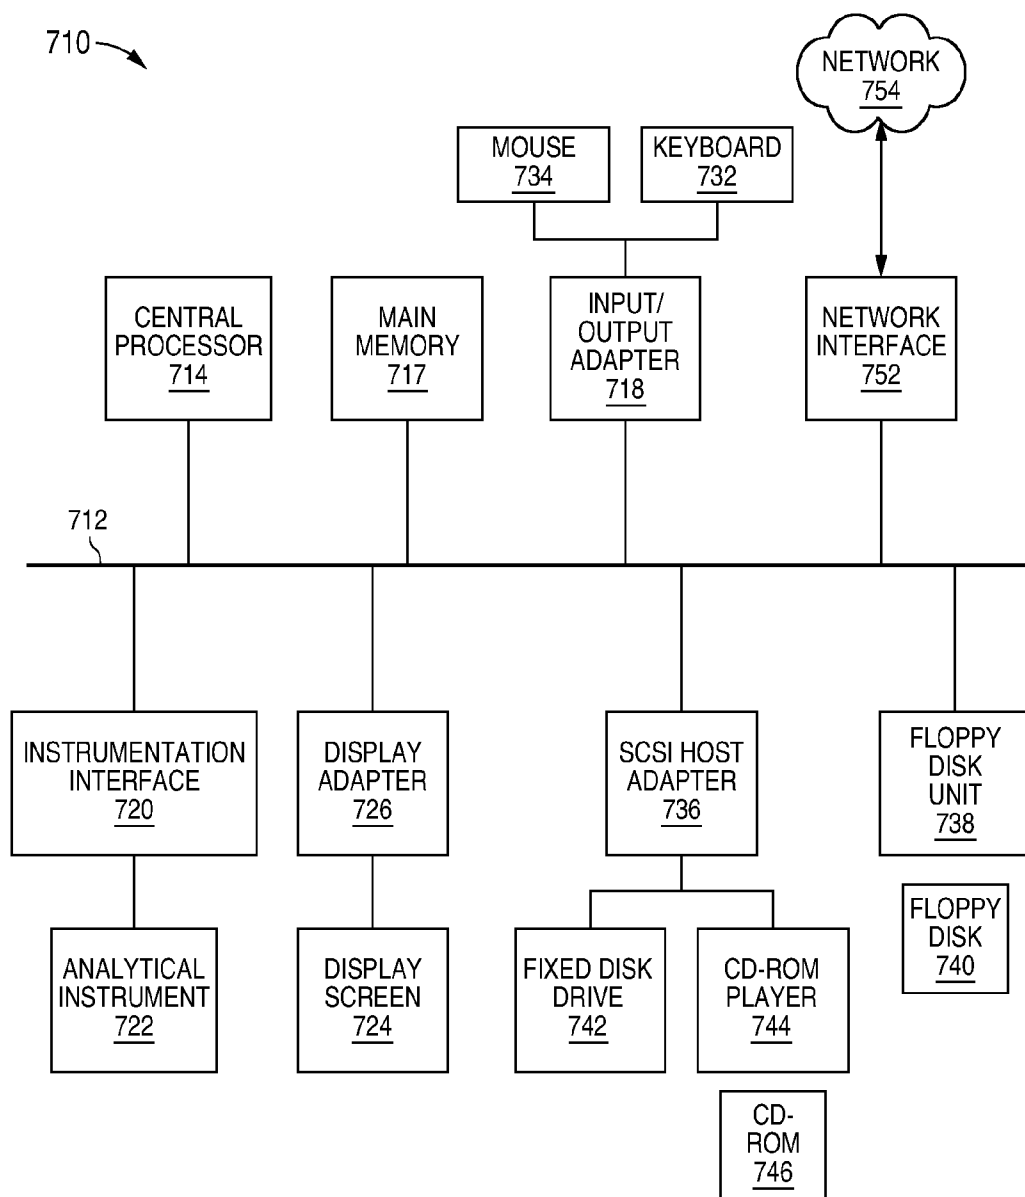 710
NETWORK
754
MOUSE
734
KEYBOARD
732
CENTRAL
PROCESSOR
714
MAIN
MEMORY
717
INPUT/
OUTPUT
ADAPTER
718
NETWORK
INTERFACE
752
712
INSTRUMENTATION
INTERFACE
720
DISPLAY
ADAPTER
726
SCSI HOST
ADAPTER
736
FLOPPY
DISK
UNIT
738
FLOPPY
DISK
740
ANALYTICAL
INSTRUMENT
722
DISPLAY
SCREEN
724
FIXED DISK
DRIVE
742
CD-ROM
PLAYER
744
CD-
ROM
746